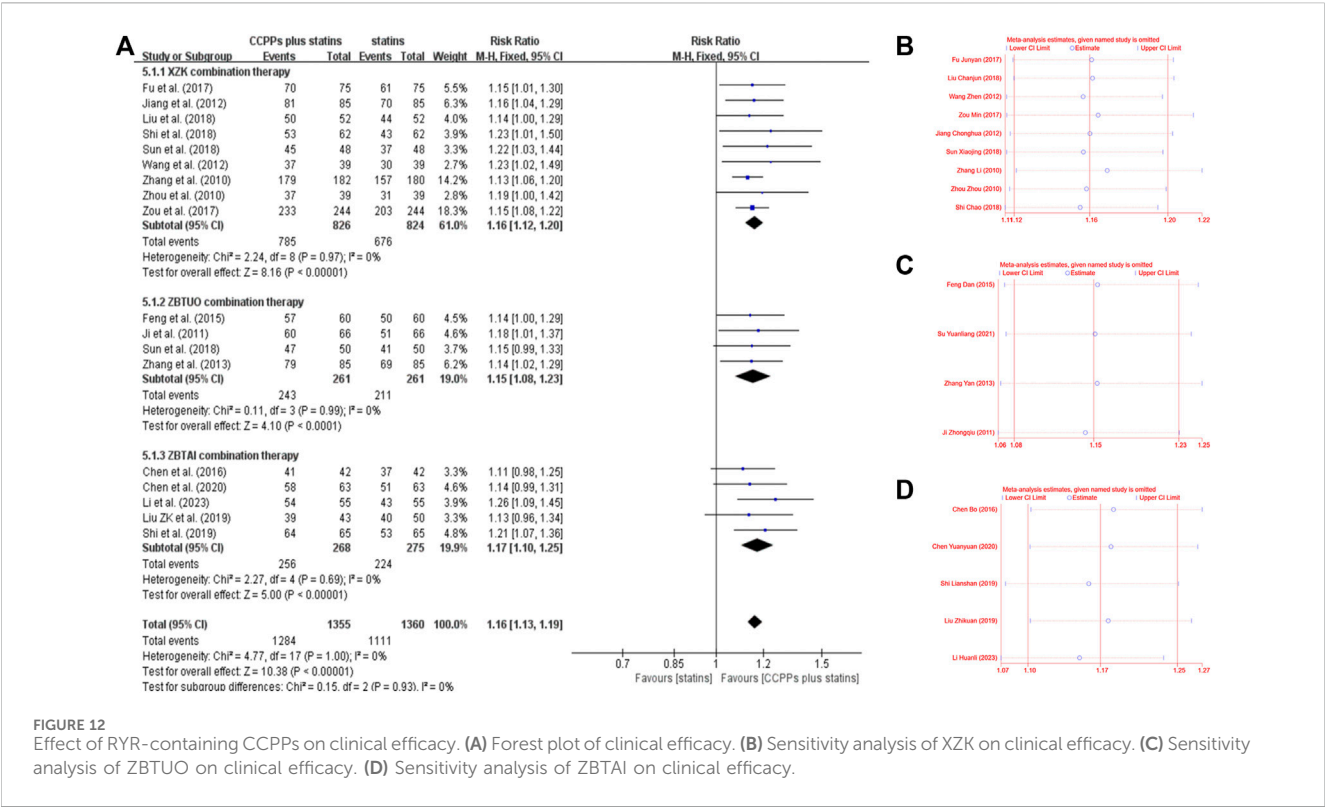 A
CCPPs plus statins statins Risk Ratio Risk Ratio
Study or Subgroup Events Total Events Total Weight M-H, Fixed, 95% CI M-H, Fixed, 95% CI
5.1.1 XZK combination therapy
Fu et al. (2017) 70 75 61 75 5.5% 1.15 [1.01, 1.30]
Jiang et al. (2012) 81 85 70 85 6.3% 1.16 [1.04, 1.29]
Liu et al. (2018) 50 52 44 52 4.0% 1.14 [1.00, 1.29]
Shi et al. (2018) 53 62 43 62 3.9% 1.23 [1.01, 1.50]
Sun et al. (2018) 45 48 37 48 3.3% 1.22 [1.03, 1.44]
Wang et al. (2012) 37 39 30 39 2.7% 1.23 [1.02, 1.49]
Zhang et al. (2010) 179 182 157 180 14.2% 1.13 [1.06, 1.20]
Zhou et al. (2010) 37 39 31 39 2.8% 1.19 [1.00, 1.42]
Zou et al. (2017) 233 244 203 244 18.3% 1.15 [1.08, 1.22]
Subtotal (95% CI) 826 824 61.0% 1.16 [1.12, 1.20]
Total events 785 676
Heterogeneity: Chi² = 2.24, df = 8 (P = 0.97); I² = 0%
Test for overall effect: Z = 8.16 (P < 0.00001)
5.1.2 ZBTUO combination therapy
Feng et al. (2015) 57 60 50 60 4.5% 1.14 [1.00, 1.29]
Ji et al. (2011) 60 66 51 66 4.6% 1.18 [1.01, 1.37]
Sun et al. (2018) 47 50 41 50 3.7% 1.15 [0.99, 1.33]
Zhang et al. (2013) 79 85 69 85 6.2% 1.14 [1.02, 1.29]
Subtotal (95% CI) 261 261 19.0% 1.15 [1.08, 1.23]
Total events 243 211
Heterogeneity: Chi² = 0.11, df = 3 (P = 0.99); I² = 0%
Test for overall effect: Z = 4.10 (P < 0.0001)
5.1.3 ZBTAI combination therapy
Chen et al. (2016) 41 42 37 42 3.3% 1.11 [0.98, 1.25]
Chen et al. (2020) 58 63 51 63 4.6% 1.14 [0.99, 1.31]
Li et al. (2023) 54 55 43 55 3.9% 1.26 [1.09, 1.45]
Liu ZK et al. (2019) 39 43 40 50 3.3% 1.13 [0.96, 1.34]
Shi et al. (2019) 64 65 53 65 4.8% 1.21 [1.07, 1.36]
Subtotal (95% CI) 268 275 19.9% 1.17 [1.10, 1.25]
Total events 256 224
Heterogeneity: Chi² = 2.27, df = 4 (P = 0.69); I² = 0%
Test for overall effect: Z = 5.00 (P < 0.00001)
Total (95% CI) 1355 1360 100.0% 1.16 [1.13, 1.19]
Total events 1284 1111
Heterogeneity: Chi² = 4.77, df = 17 (P = 1.00); I² = 0%
Test for overall effect: Z = 10.38 (P < 0.00001)
Test for subgroup differences: Chi² = 0.15, df = 2 (P = 0.93), I² = 0%
0.7 0.85 1 1.2 1.5
Favours [statins] Favours [CCPPs plus statins]
B
Meta-analysis estimates, given named study is omitted
Lower CI Limit Estimate Upper CI Limit
Fu Junyan (2017)
Liu Chanjun (2018)
Wang Zhen (2012)
Zou Min (2017)
Jiang Chonghua (2012)
Sun Xiaojing (2018)
Zhang Li (2010)
Zhou Zhou (2010)
Shi Chao (2018)
1.11 1.12 1.16 1.20 1.22
C
Meta-analysis estimates, given named study is omitted
Lower CI Limit Estimate Upper CI Limit
Feng Dan (2015)
Su Yuanliang (2021)
Zhang Yan (2013)
Ji Zhongqiu (2011)
1.06 1.08 1.15 1.23 1.25
D
Meta-analysis estimates, given named study is omitted
Lower CI Limit Estimate Upper CI Limit
Chen Bo (2016)
Chen Yuanyuan (2020)
Shi Lianshan (2019)
Liu Zhikuan (2019)
Li Huanli (2023)
1.07 1.10 1.17 1.25 1.27
FIGURE 12
Effect of RYR-containing CCPPs on clinical efficacy. (A) Forest plot of clinical efficacy. (B) Sensitivity analysis of XZK on clinical efficacy. (C) Sensitivity
analysis of ZBTUO on clinical efficacy. (D) Sensitivity analysis of ZBTAI on clinical efficacy.